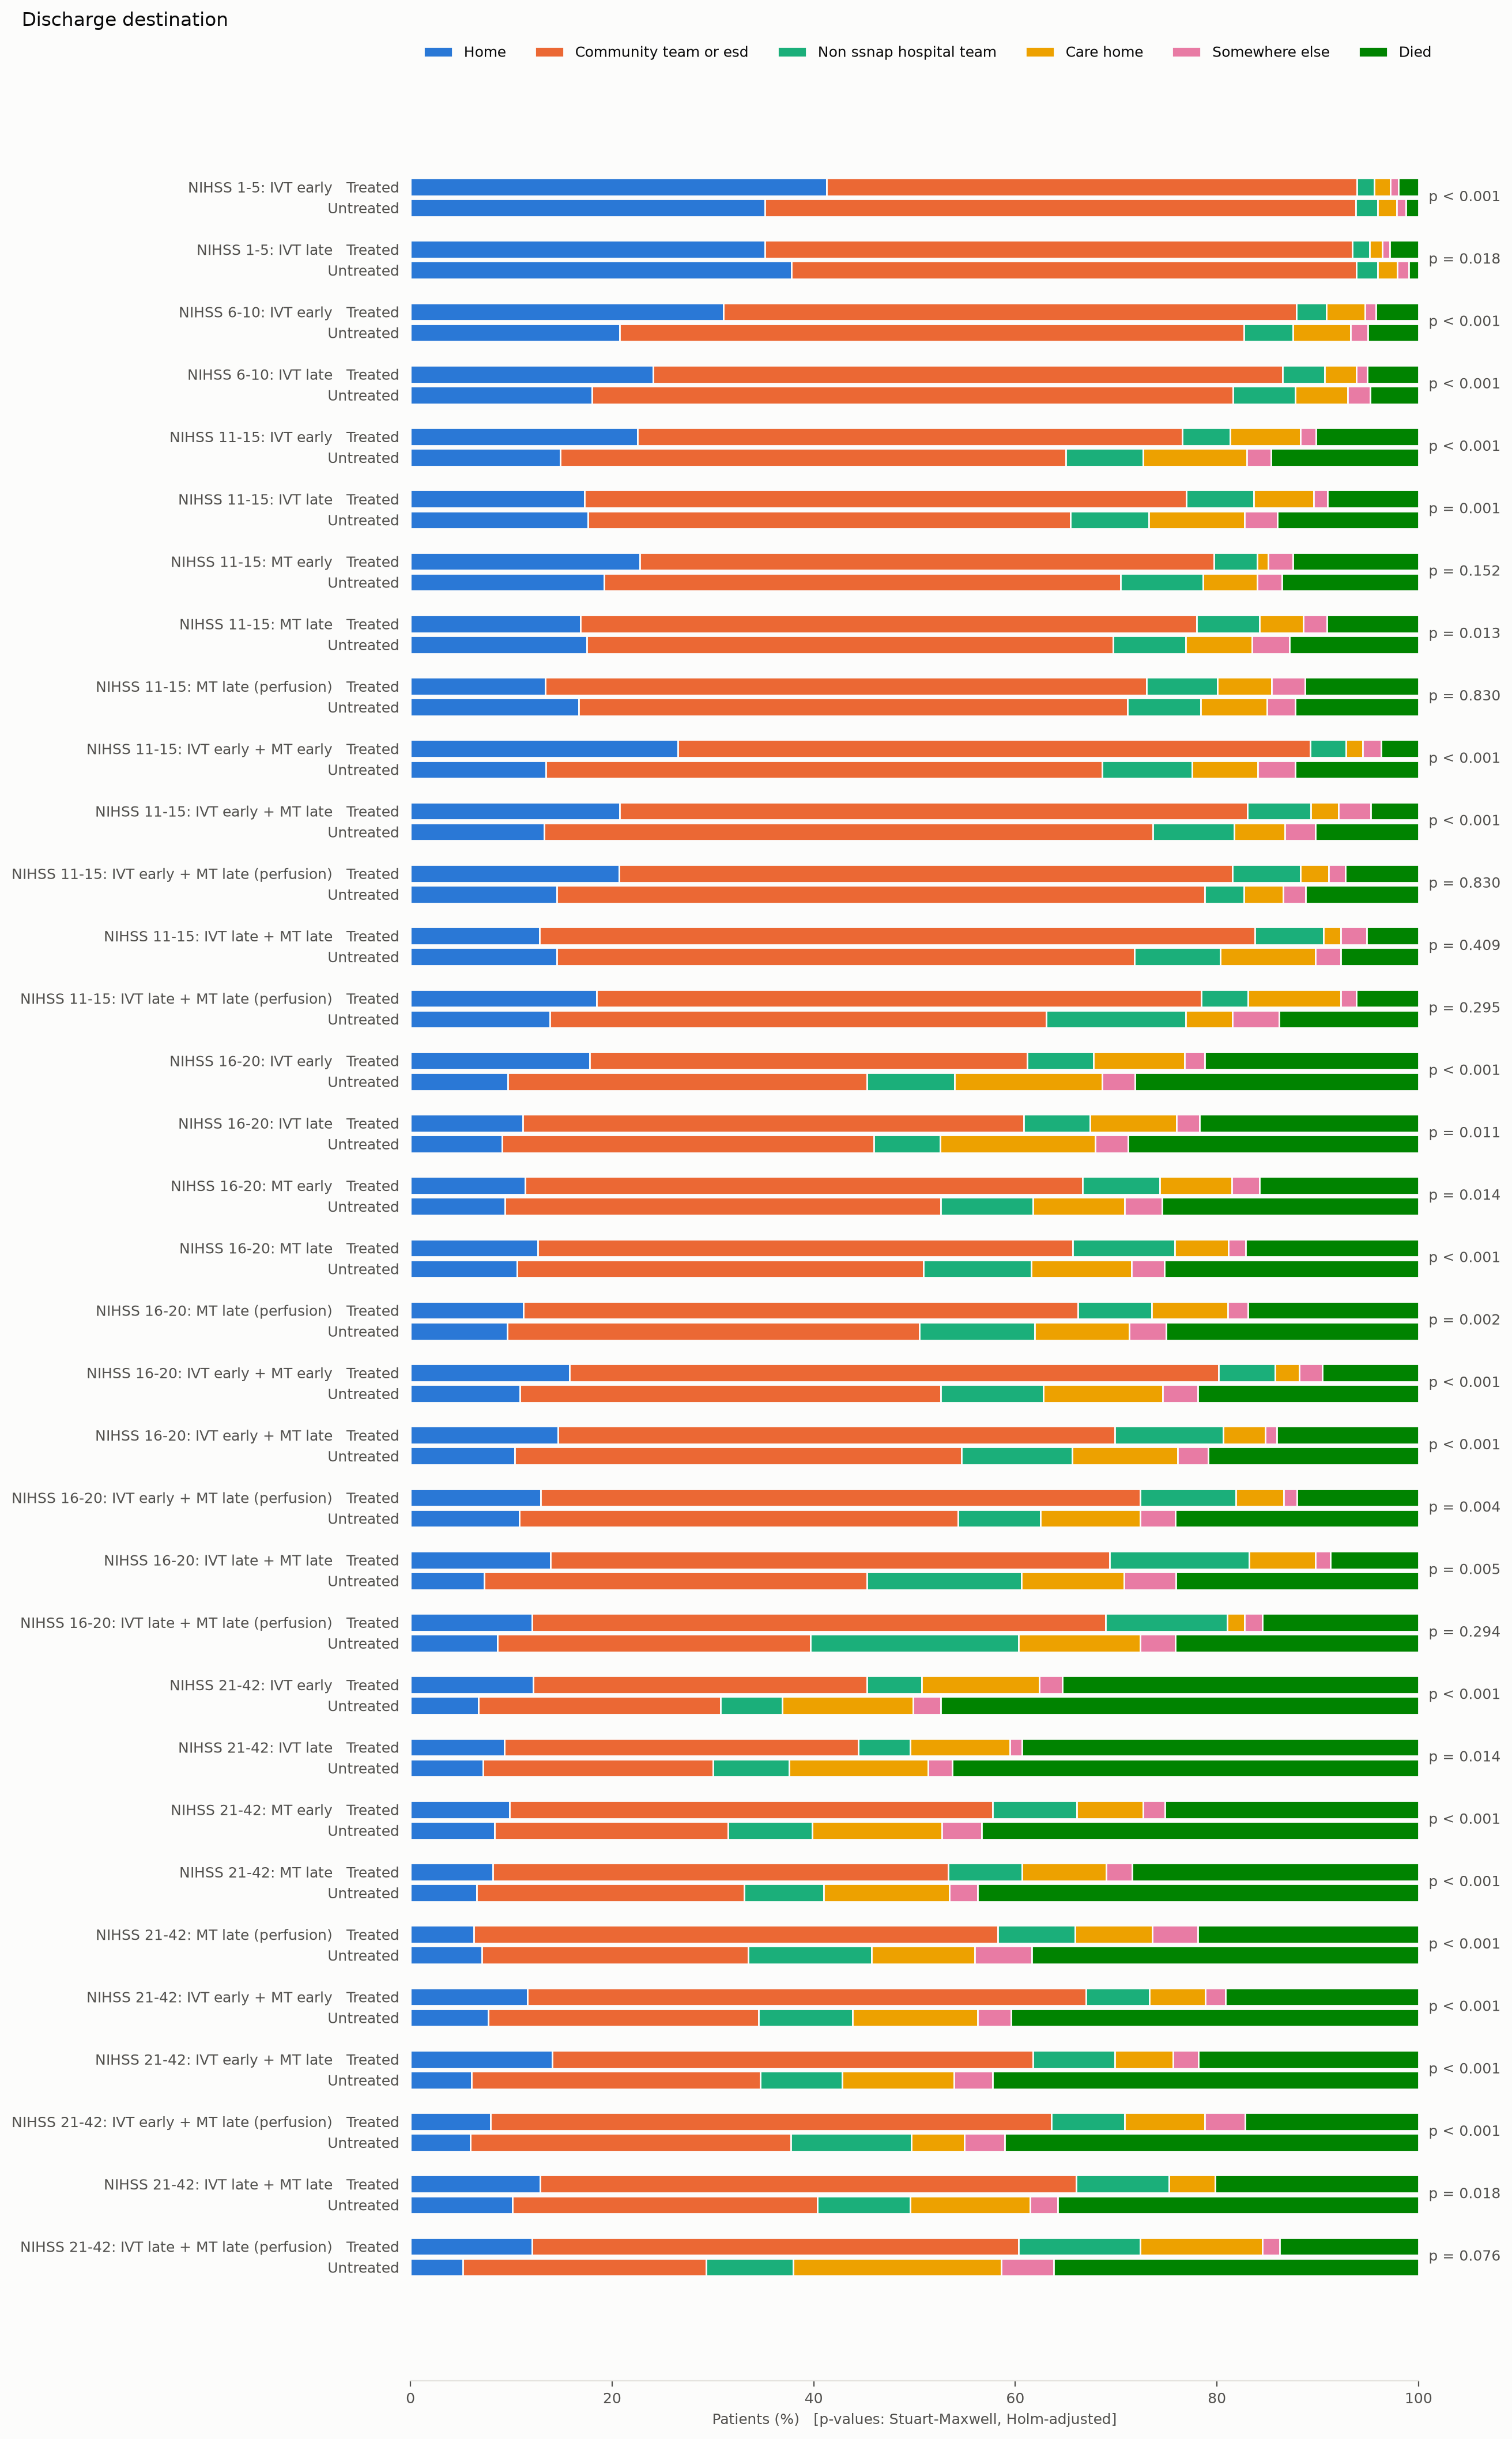 Discharge destination
Home Community team or esd Non ssnap hospital team Care home Somewhere else Died
NIHSS 1-5: IVT early Treated
Untreated
p < 0.001
NIHSS 1-5: IVT late Treated
Untreated
p = 0.018
NIHSS 6-10: IVT early Treated
Untreated
p < 0.001
NIHSS 6-10: IVT late Treated
Untreated
p < 0.001
NIHSS 11-15: IVT early Treated
Untreated
p < 0.001
NIHSS 11-15: IVT late Treated
Untreated
p = 0.001
NIHSS 11-15: MT early Treated
Untreated
p = 0.152
NIHSS 11-15: MT late Treated
Untreated
p = 0.013
NIHSS 11-15: MT late (perfusion) Treated
Untreated
p = 0.830
NIHSS 11-15: IVT early + MT early Treated
Untreated
p < 0.001
NIHSS 11-15: IVT early + MT late Treated
Untreated
p < 0.001
NIHSS 11-15: IVT early + MT late (perfusion) Treated
Untreated
p = 0.830
NIHSS 11-15: IVT late + MT late Treated
Untreated
p = 0.409
NIHSS 11-15: IVT late + MT late (perfusion) Treated
Untreated
p = 0.295
NIHSS 16-20: IVT early Treated
Untreated
p < 0.001
NIHSS 16-20: IVT late Treated
Untreated
p = 0.011
NIHSS 16-20: MT early Treated
Untreated
p = 0.014
NIHSS 16-20: MT late Treated
Untreated
p < 0.001
NIHSS 16-20: MT late (perfusion) Treated
Untreated
p = 0.002
NIHSS 16-20: IVT early + MT early Treated
Untreated
p < 0.001
NIHSS 16-20: IVT early + MT late Treated
Untreated
p < 0.001
NIHSS 16-20: IVT early + MT late (perfusion) Treated
Untreated
p = 0.004
NIHSS 16-20: IVT late + MT late Treated
Untreated
p = 0.005
NIHSS 16-20: IVT late + MT late (perfusion) Treated
Untreated
p = 0.294
NIHSS 21-42: IVT early Treated
Untreated
p < 0.001
NIHSS 21-42: IVT late Treated
Untreated
p = 0.014
NIHSS 21-42: MT early Treated
Untreated
p < 0.001
NIHSS 21-42: MT late Treated
Untreated
p < 0.001
NIHSS 21-42: MT late (perfusion) Treated
Untreated
p < 0.001
NIHSS 21-42: IVT early + MT early Treated
Untreated
p < 0.001
NIHSS 21-42: IVT early + MT late Treated
Untreated
p < 0.001
NIHSS 21-42: IVT early + MT late (perfusion) Treated
Untreated
p < 0.001
NIHSS 21-42: IVT late + MT late Treated
Untreated
p = 0.018
NIHSS 21-42: IVT late + MT late (perfusion) Treated
Untreated
p = 0.076
0 20 40 60 80 100
Patients (%) [p-values: Stuart-Maxwell, Holm-adjusted]